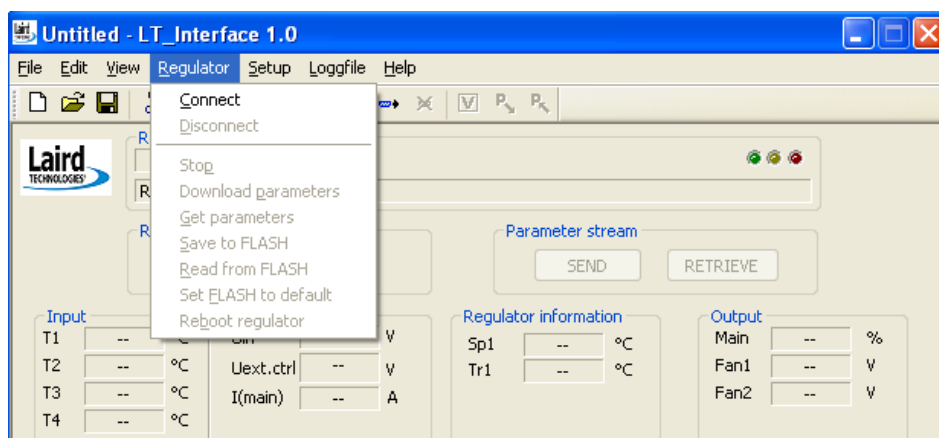 Untitled - LT_Interface 1.0
File Edit View Regulator Setup Loggfile Help
Connect
Disconnect
Stop
Download parameters
Get parameters
Save to FLASH
Read from FLASH
Set FLASH to default
Reboot regulator
V P P
Laird
TECHNOLOGIES
R
R
R
Parameter stream
SEND RETRIEVE
Input
T1 -- °C
T2 -- °C
T3 -- °C
T4 -- °C
-- V
Uext.ctrl -- V
I(main) -- A
Regulator information
Sp1 -- °C
Tr1 -- °C
Output
Main -- %
Fan1 -- V
Fan2 -- V